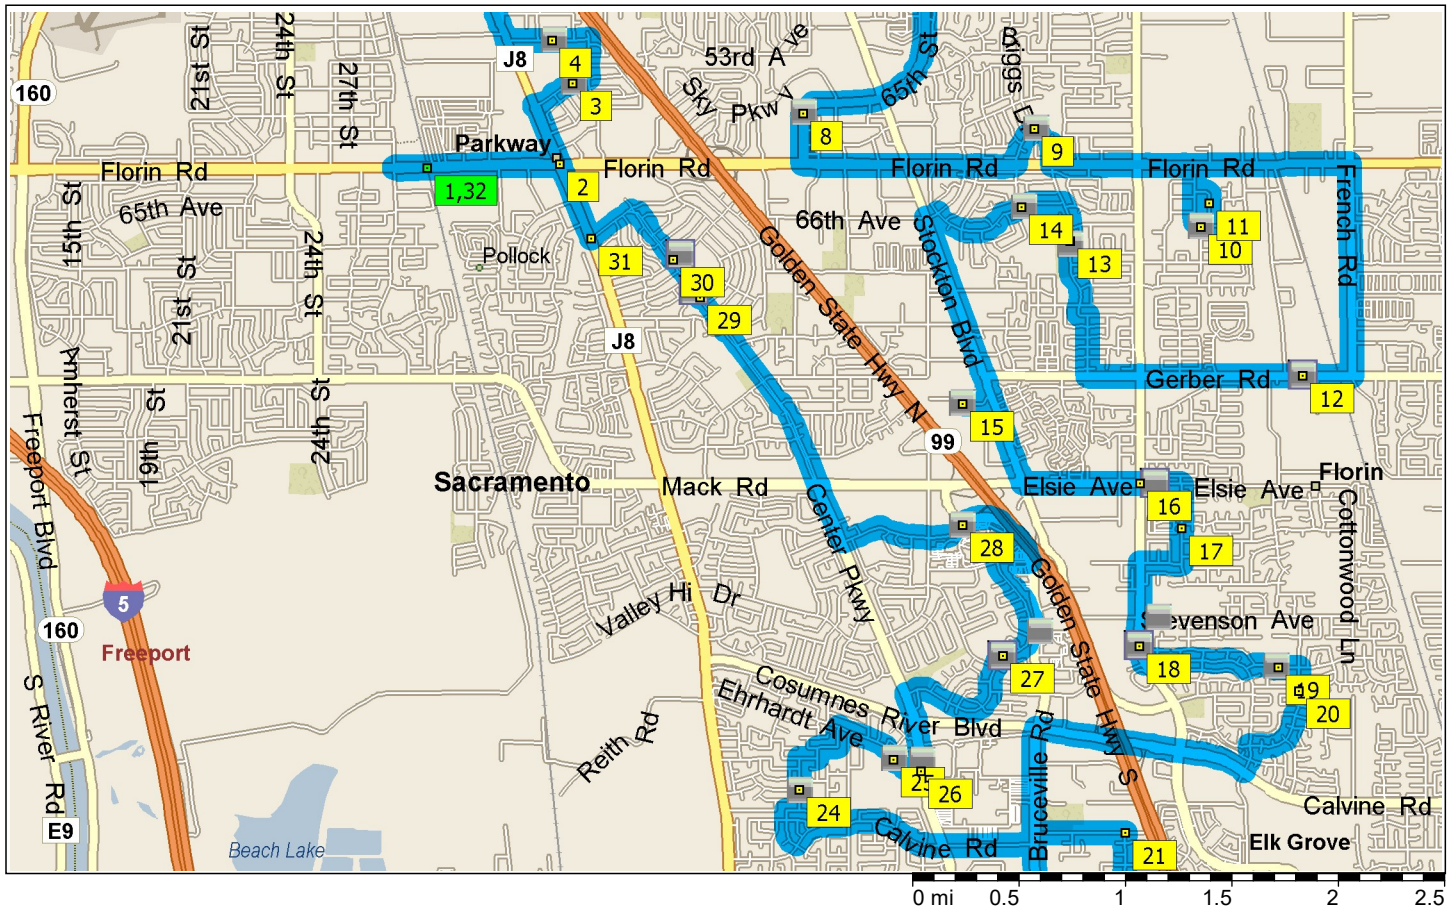 21st St
24th St
27th St
J8
4
3
53rd Ave
Sky Pkwy
65th St
Briggs D
160
8
9
Parkway
Florin Rd
Florin Rd
Florin Rd
Florin Rd
1,32
2
15th St
65th Ave
66th Ave
French Rd
14
11
10
13
Pollock
31
30
29
21st St
24th St
Stockton Blvd
Golden State Hwy N
J8
Amherst St
19th St
24th St
Gerber Rd
12
15
99
Freeport Blvd
Sacramento
Mack Rd
Elsie Ave
Elsie Ave
Florin
16
17
Center Pkwy
28
Golden State Hwy S
Cottonwood Ln
5
160
Freeport
Valley Hi Dr
Stevenson Ave
18
19
20
27
Cosumnes River Blvd
Ehrhardt Ave
S River Rd
Reith Rd
25
26
24
Bruceville Rd
Calvine Rd
Calvine Rd
E9
Beach Lake
21
Elk Grove
0 mi 0.5 1 1.5 2 2.5